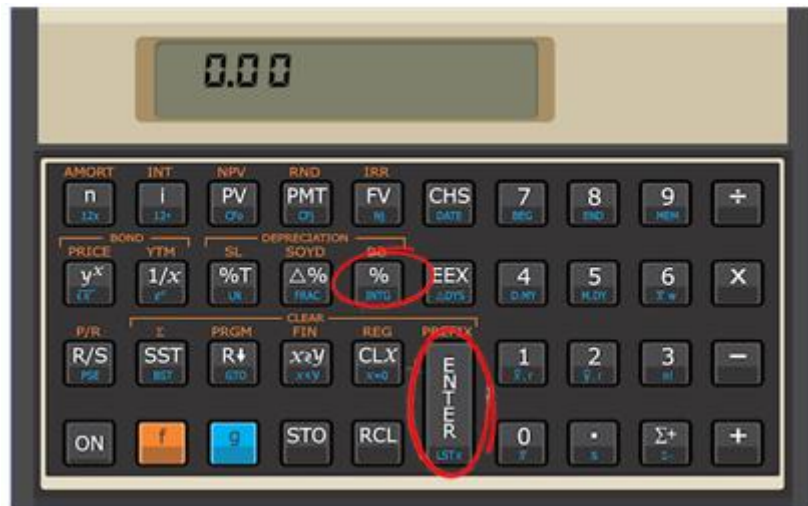 0.00
AMORT INT NPV RND IRR
n i PV PMT FV CHS 7 8 9 ÷
12x 12÷ CFo CFj Nj DATE BEG END MEM
BOND DEPRECIATION
PRICE YTM SL SOYD DB
yˣ 1/x %T △% % EEX 4 5 6 X
LN FRAC INTG △DYS D.MY M.DY
CLEAR
P/R Σ PRGM FIN REG PREFIX
R/S SST R↓ x≷y CLX ENTER 1 2 3 −
PSE BST GTO x≤y x=0 n!
ON f g STO RCL 0 . Σ+ +
LSTx Σ-